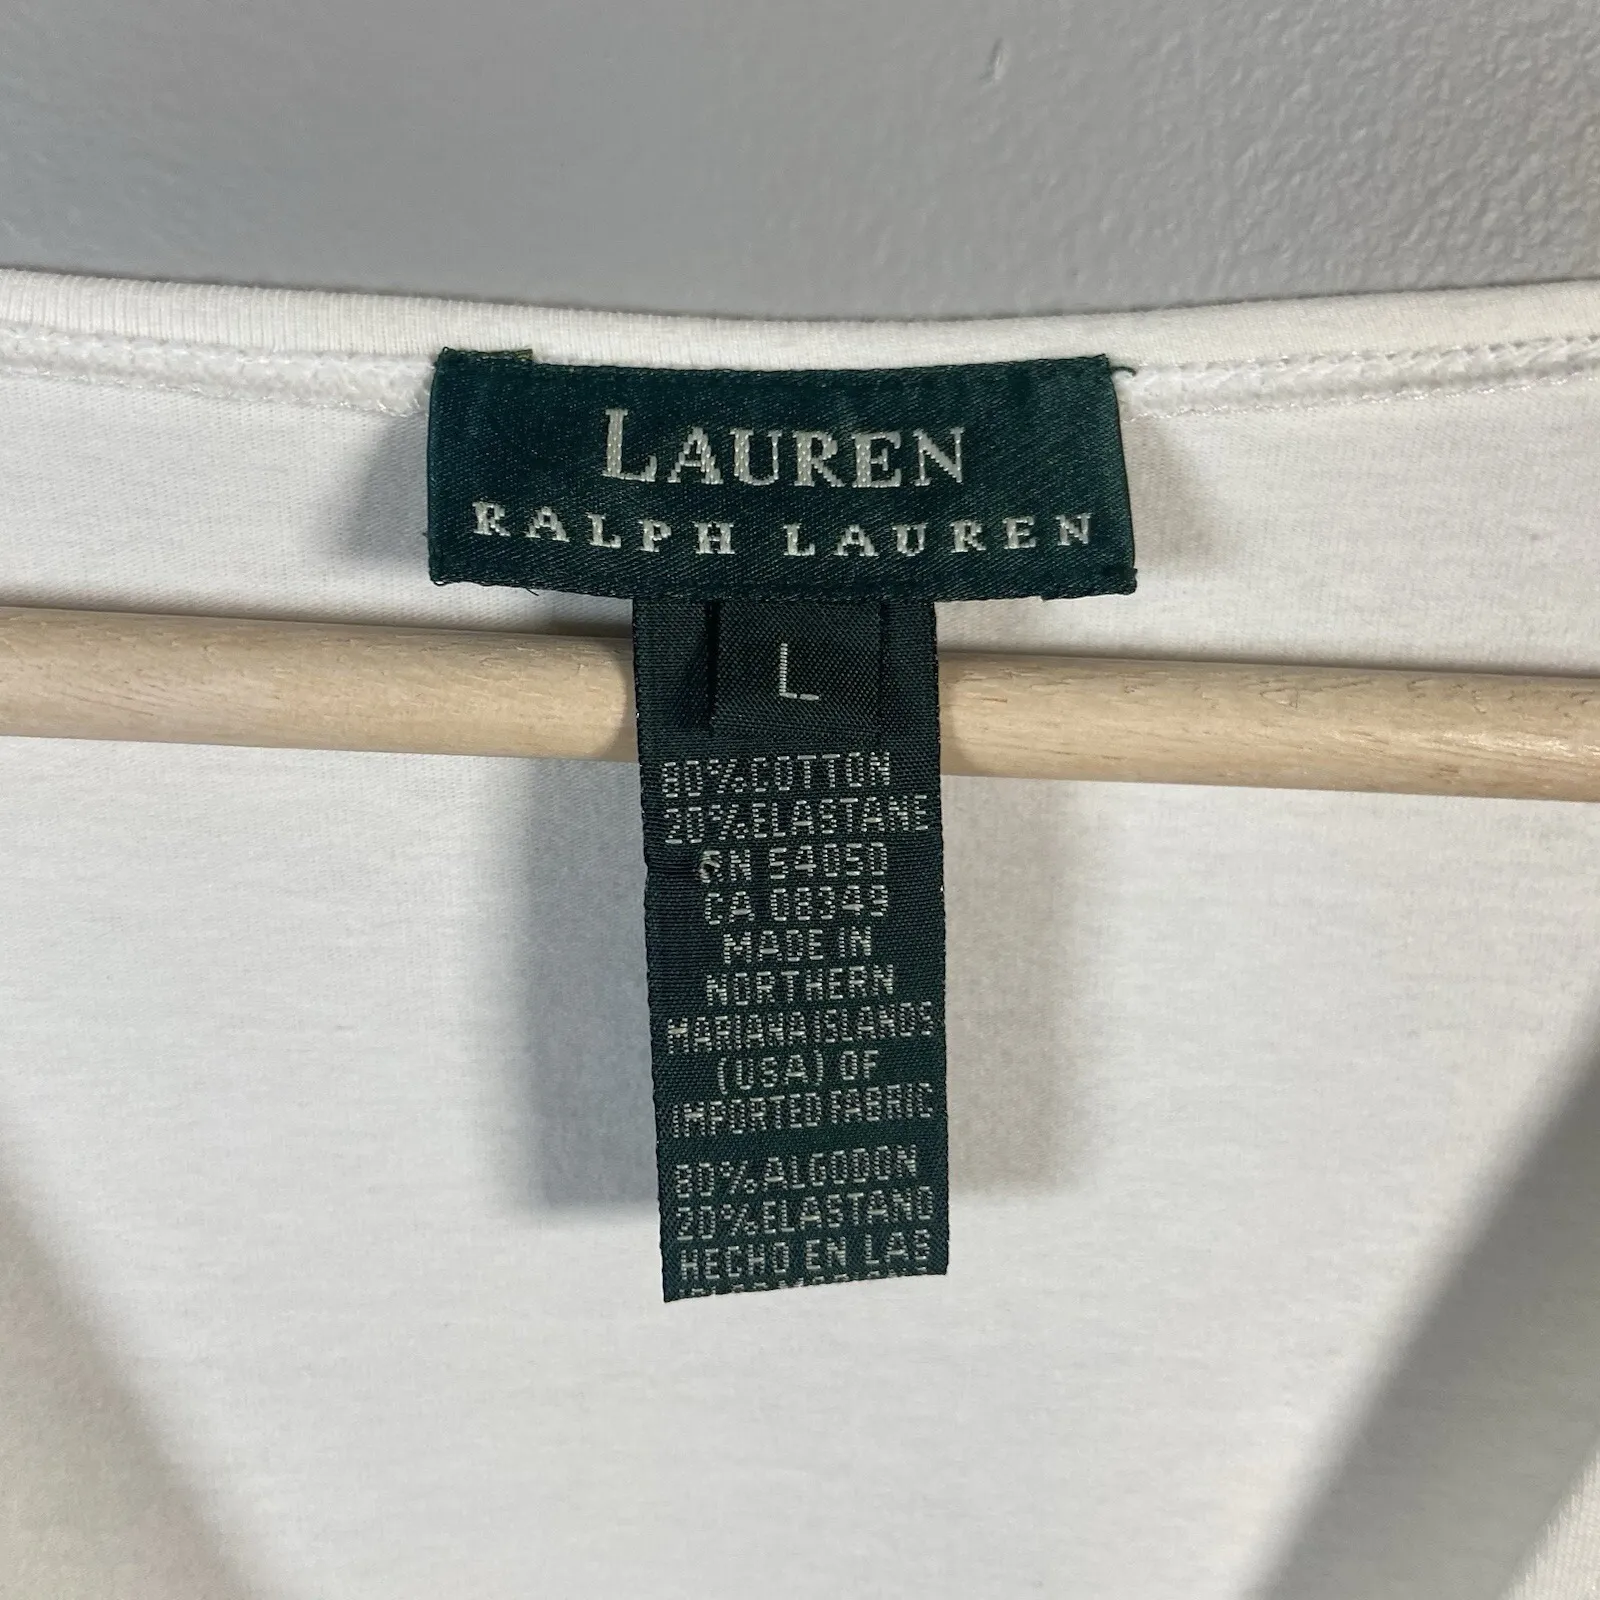 LAUREN
RALPH LAUREN
L
80% COTTON
20% ELASTANE
RN 54050
CA 08349
MADE IN
NORTHERN
MARIANA ISLANDS
(USA) OF
IMPORTED FABRIC
80% ALGODON
20% ELASTANO
HECHO EN LAS